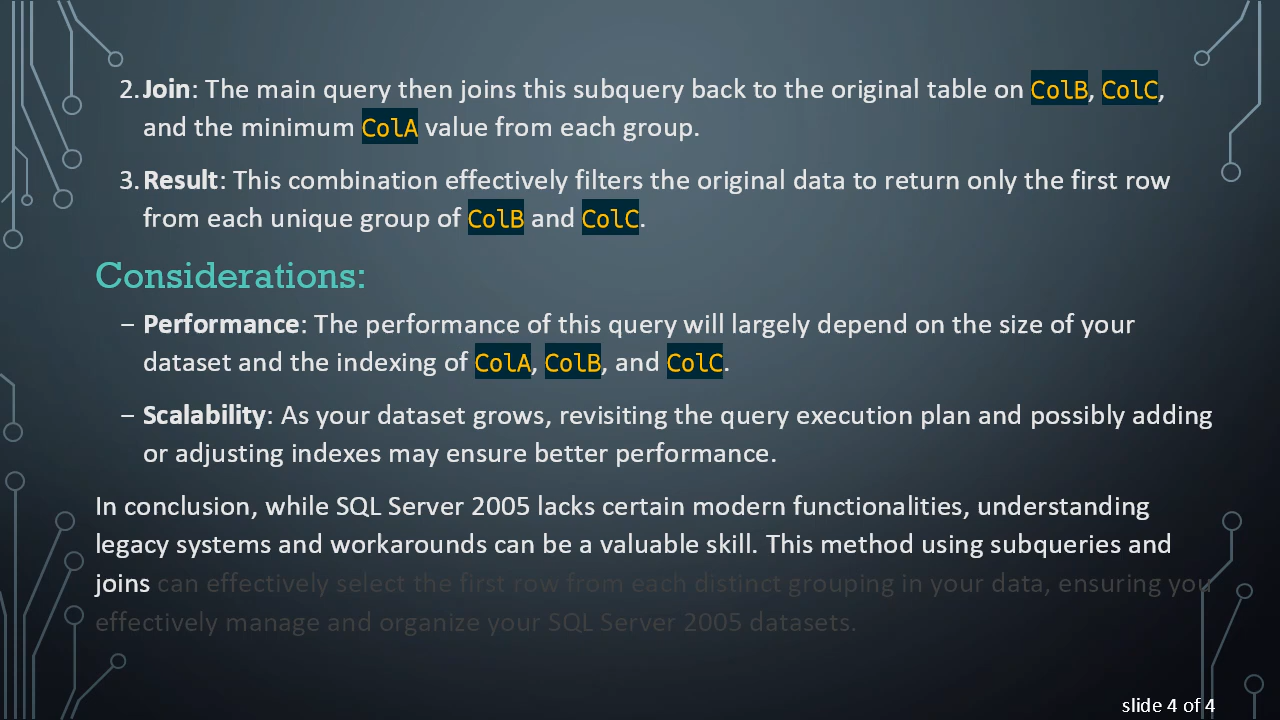 2. Join: The main query then joins this subquery back to the original table on ColB, ColC,
and the minimum ColA value from each group.
3. Result: This combination effectively filters the original data to return only the first row
from each unique group of ColB and ColC.
Considerations:
– Performance: The performance of this query will largely depend on the size of your
dataset and the indexing of ColA, ColB, and ColC.
– Scalability: As your dataset grows, revisiting the query execution plan and possibly adding
or adjusting indexes may ensure better performance.
In conclusion, while SQL Server 2005 lacks certain modern functionalities, understanding
legacy systems and workarounds can be a valuable skill. This method using subqueries and
joins can effectively select the first row from each distinct grouping in your data, ensuring you
effectively manage and organize your SQL Server 2005 datasets.
slide 4 of 4